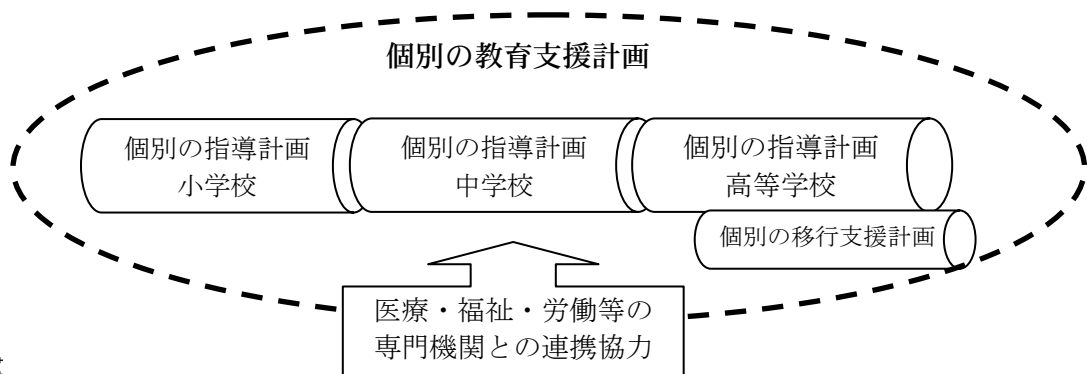 個別の教育支援計画
個別の指導計画
小学校
個別の指導計画
中学校
個別の指導計画
高等学校
個別の移行支援計画
医療・福祉・労働等の
専門機関との連携協力